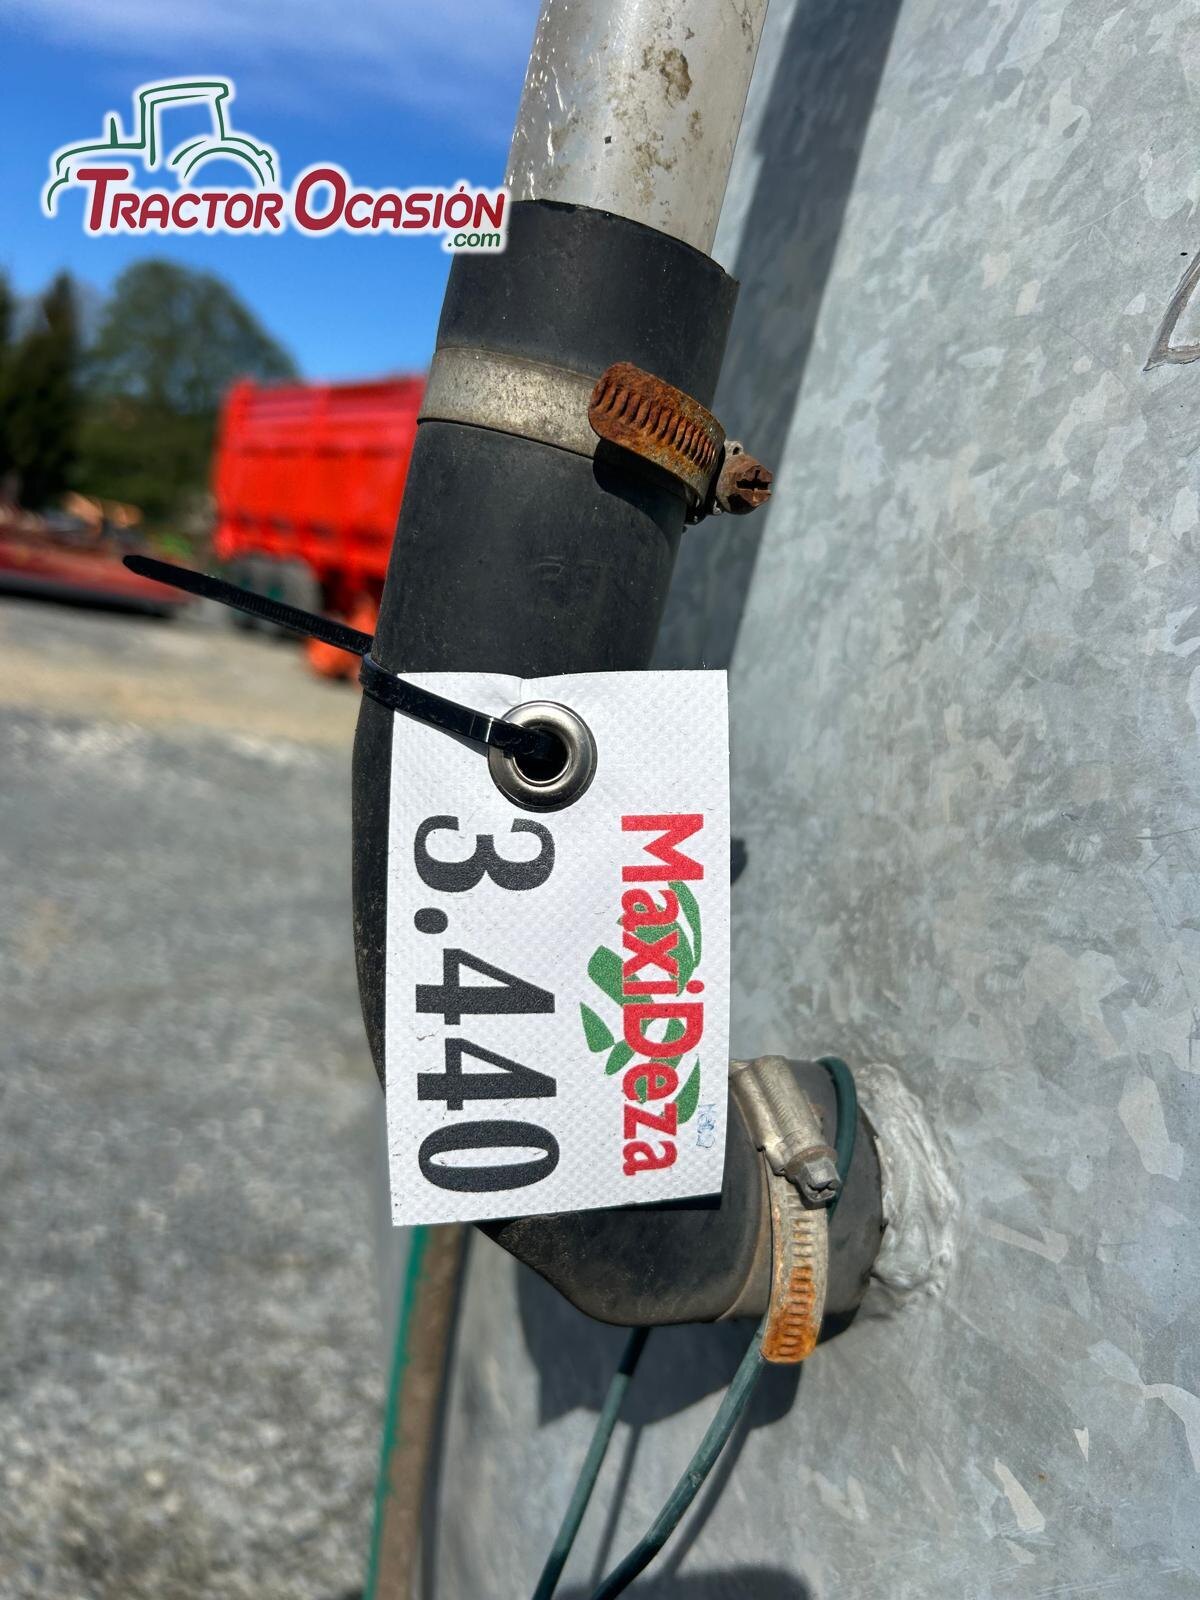 TRACTOR OCASIÓN
.com
MaxiDeza
3.440